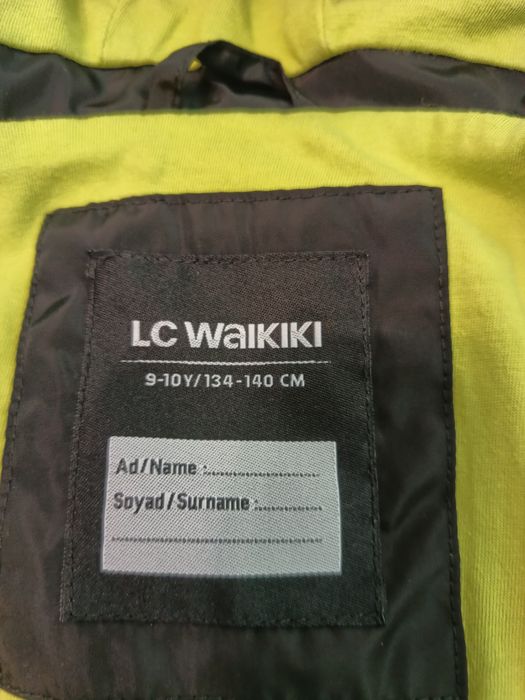 LC WAIKIKI
9-10Y/134-140 CM
Ad/Name :....................
Soyad/Surname :...........